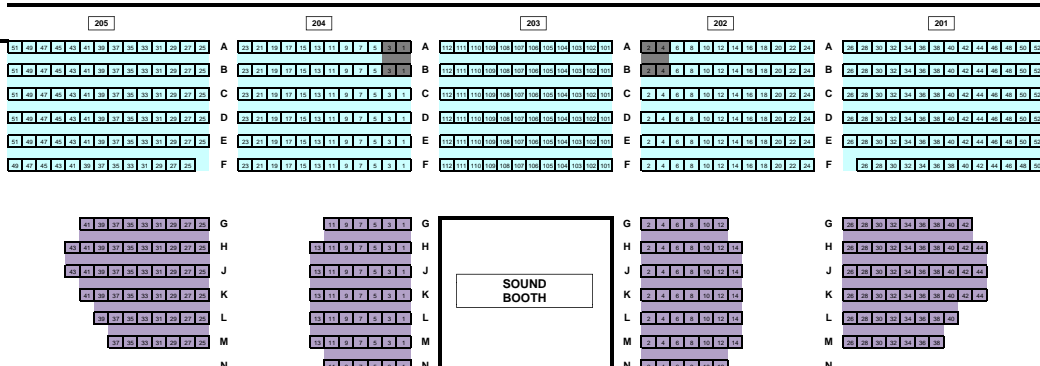 205 204 203 202 201
51 49 47 45 43 41 39 37 35 33 31 29 27 25 A 23 21 19 17 15 13 11 9 7 5 3 1 A 112 111 110 109 108 107 106 105 104 103 102 101 A 2 4 6 8 10 12 14 16 18 20 22 24 A 26 28 30 32 34 36 38 40 42 44 46 48 50 52
51 49 47 45 43 41 39 37 35 33 31 29 27 25 B 23 21 19 17 15 13 11 9 7 5 3 1 B 112 111 110 109 108 107 106 105 104 103 102 101 B 2 4 6 8 10 12 14 16 18 20 22 24 B 26 28 30 32 34 36 38 40 42 44 46 48 50 52
51 49 47 45 43 41 39 37 35 33 31 29 27 25 C 23 21 19 17 15 13 11 9 7 5 3 1 C 112 111 110 109 108 107 106 105 104 103 102 101 C 2 4 6 8 10 12 14 16 18 20 22 24 C 26 28 30 32 34 36 38 40 42 44 46 48 50 52
51 49 47 45 43 41 39 37 35 33 31 29 27 25 D 23 21 19 17 15 13 11 9 7 5 3 1 D 112 111 110 109 108 107 106 105 104 103 102 101 D 2 4 6 8 10 12 14 16 18 20 22 24 D 26 28 30 32 34 36 38 40 42 44 46 48 50 52
51 49 47 45 43 41 39 37 35 33 31 29 27 25 E 23 21 19 17 15 13 11 9 7 5 3 1 E 112 111 110 109 108 107 106 105 104 103 102 101 E 2 4 6 8 10 12 14 16 18 20 22 24 E 26 28 30 32 34 36 38 40 42 44 46 48 50 52
49 47 45 43 41 39 37 35 33 31 29 27 25 F 23 21 19 17 15 13 11 9 7 5 3 1 F 112 111 110 109 108 107 106 105 104 103 102 101 F 2 4 6 8 10 12 14 16 18 20 22 24 F 26 28 30 32 34 36 38 40 42 44 46 48 50
41 39 37 35 33 31 29 27 25 G 11 9 7 5 3 1 G G 2 4 6 8 10 12 G 26 28 30 32 34 36 38 40 42
43 41 39 37 35 33 31 29 27 25 H 13 11 9 7 5 3 1 H H 2 4 6 8 10 12 14 H 26 28 30 32 34 36 38 40 42 44
43 41 39 37 35 33 31 29 27 25 J 13 11 9 7 5 3 1 J J 2 4 6 8 10 12 14 J 26 28 30 32 34 36 38 40 42 44
SOUND
BOOTH
41 39 37 35 33 31 29 27 25 K 13 11 9 7 5 3 1 K K 2 4 6 8 10 12 14 K 26 28 30 32 34 36 38 40 42 44
39 37 35 33 31 29 27 25 L 13 11 9 7 5 3 1 L L 2 4 6 8 10 12 14 L 26 28 30 32 34 36 38 40
37 35 33 31 29 27 25 M 13 11 9 7 5 3 1 M M 2 4 6 8 10 12 14 M 26 28 30 32 34 36 38
N 11 9 7 5 3 1 N N 2 4 6 8 10 12 N